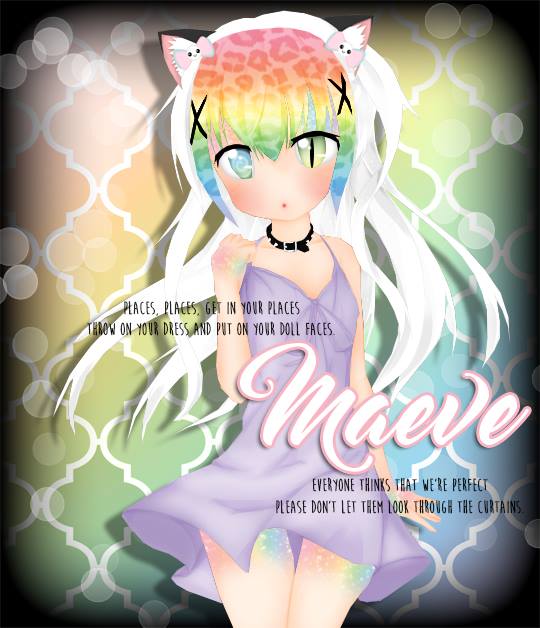 PLACES, PLACES, GET IN YOUR PLACES
THROW ON YOUR DRESS AND PUT ON YOUR DOLL FACES.
Maeve
EVERYONE THINKS THAT WE'RE PERFECT
PLEASE DON'T LET THEM LOOK THROUGH THE CURTAINS.